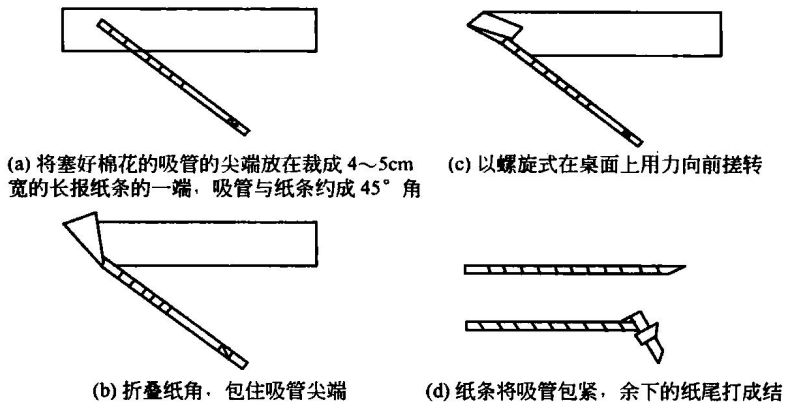 (a) 将塞好棉花的吸管的尖端放在裁成 4～5cm
宽的长报纸条的一端，吸管与纸条约成 45° 角
(c) 以螺旋式在桌面上用力向前搓转
(b) 折叠纸角，包住吸管尖端
(d) 纸条将吸管包紧，余下的纸尾打成结